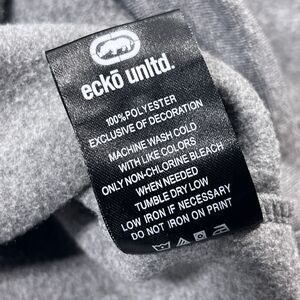 eckō unltd.
100%POLYESTER
EXCLUSIVE OF DECORATION
MACHINE WASH COLD
WITH LIKE COLORS
ONLY NON-CHLORINE BLEACH
WHEN NEEDED
TUMBLE DRY LOW
LOW IRON IF NECESSARY
DO NOT IRON ON PRINT